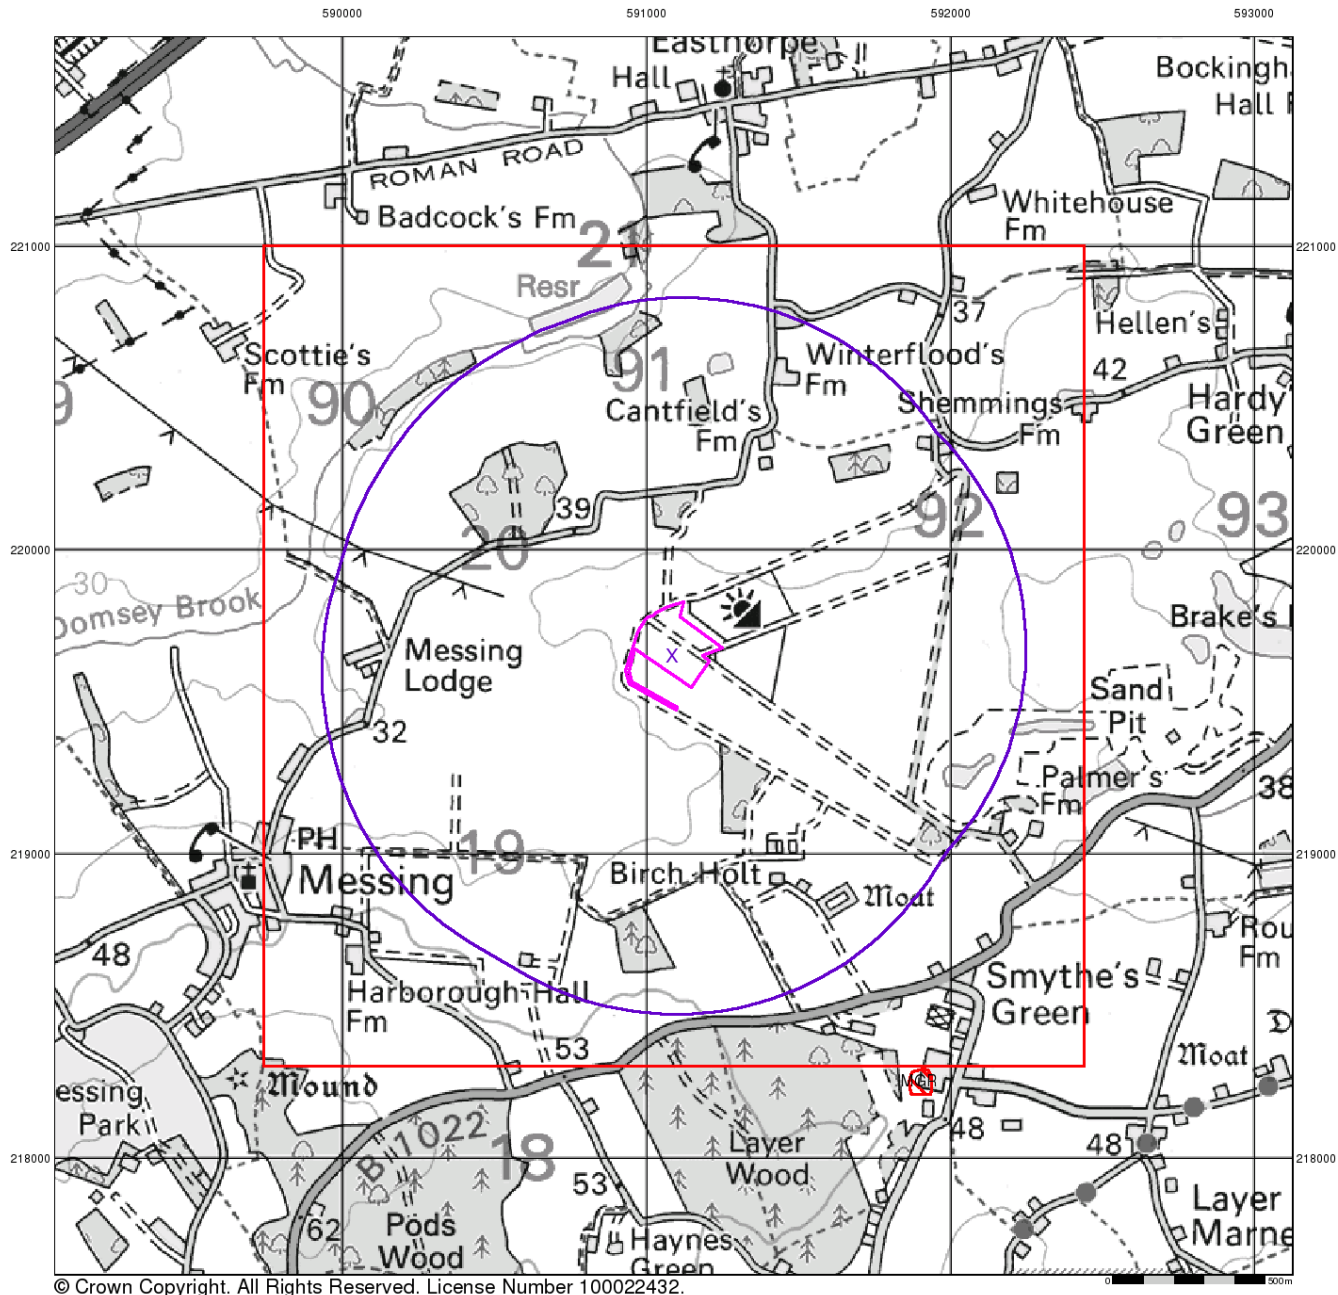 590000
591000
592000
593000
Easthorpe
Hall
Bockingh
Hall F
ROMAN ROAD
Badcock's Fm
Whitehouse
Fm
21
221000
221000
Resr
37
Hellen's
Scottie's
Fm
91
Winterflood's
Fm
42
9
90
Cantfield's
Fm
Shemmings
Fm
Hardy
Green
39
92
93
20
220000
220000
30
Domsey Brook
Brake's
Messing
Lodge
X
Sand
Pit
32
Palmer's
Fm
38
PH
19
219000
219000
Messing
Birch Holt
Moat
48
Rou
Fm
Harborough Hall
Fm
Smythe's
Green
53
Moat
Mound
MGR
essing
Park
B 1022
18
Layer
Wood
48
48
218000
218000
53
Layer
Marne
62
Pods
Wood
Haynes
Green
0
500m
© Crown Copyright. All Rights Reserved. License Number 100022432.